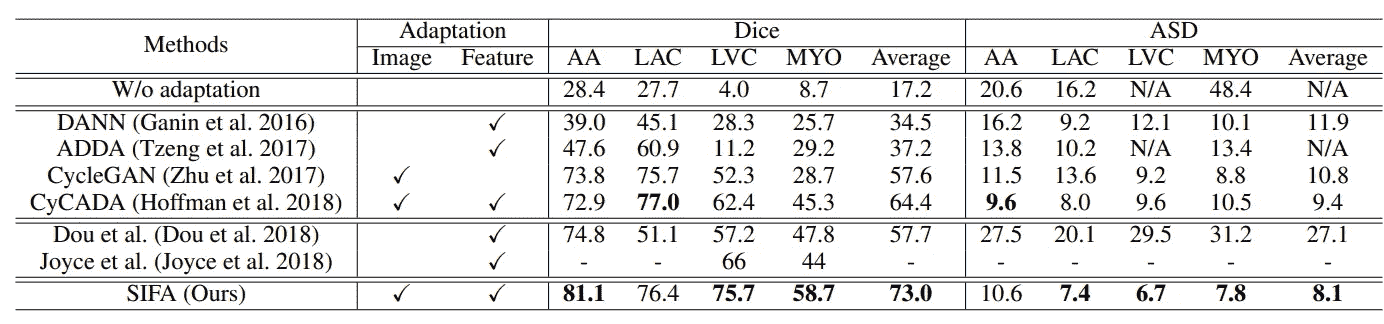 Methods Adaptation Dice ASD
Image Feature AA LAC LVC MYO Average AA LAC LVC MYO Average
W/o adaptation 28.4 27.7 4.0 8.7 17.2 20.6 16.2 N/A 48.4 N/A
DANN (Ganin et al. 2016) ✓ 39.0 45.1 28.3 25.7 34.5 16.2 9.2 12.1 10.1 11.9
ADDA (Tzeng et al. 2017) ✓ 47.6 60.9 11.2 29.2 37.2 13.8 10.2 N/A 13.4 N/A
CycleGAN (Zhu et al. 2017) ✓ 73.8 75.7 52.3 28.7 57.6 11.5 13.6 9.2 8.8 10.8
CyCADA (Hoffman et al. 2018) ✓ ✓ 72.9 77.0 62.4 45.3 64.4 9.6 8.0 9.6 10.5 9.4
Dou et al. (Dou et al. 2018) ✓ 74.8 51.1 57.2 47.8 57.7 27.5 20.1 29.5 31.2 27.1
Joyce et al. (Joyce et al. 2018) ✓ - - 66 44 - - - - - -
SIFA (Ours) ✓ ✓ 81.1 76.4 75.7 58.7 73.0 10.6 7.4 6.7 7.8 8.1